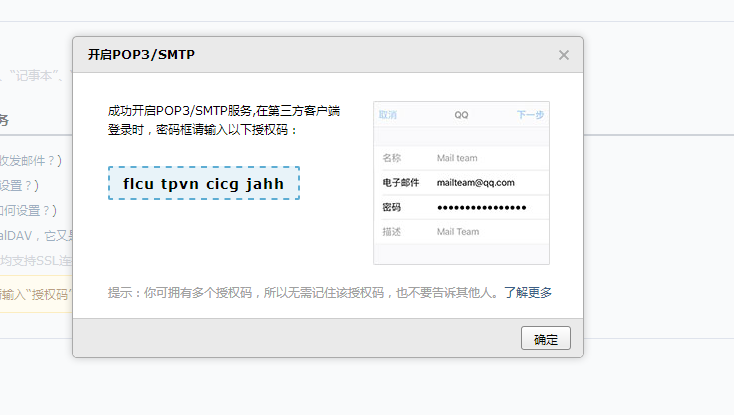 开启POP3/SMTP
、“记事本”、
务
成功开启POP3/SMTP服务,在第三方客户端
登录时，密码框请输入以下授权码：
flcu tpvn cicg jahh
取消 QQ 下一步
名称 Mail team
电子邮件 mailteam@qq.com
密码 ●●●●●●●●●●●●●●●●
描述 Mail Team
收发邮件？)
设置？)
如何设置？)
alDAV，它又是
均支持SSL连
输入“授权码”
提示：你可拥有多个授权码，所以无需记住该授权码，也不要告诉其他人。了解更多
确定